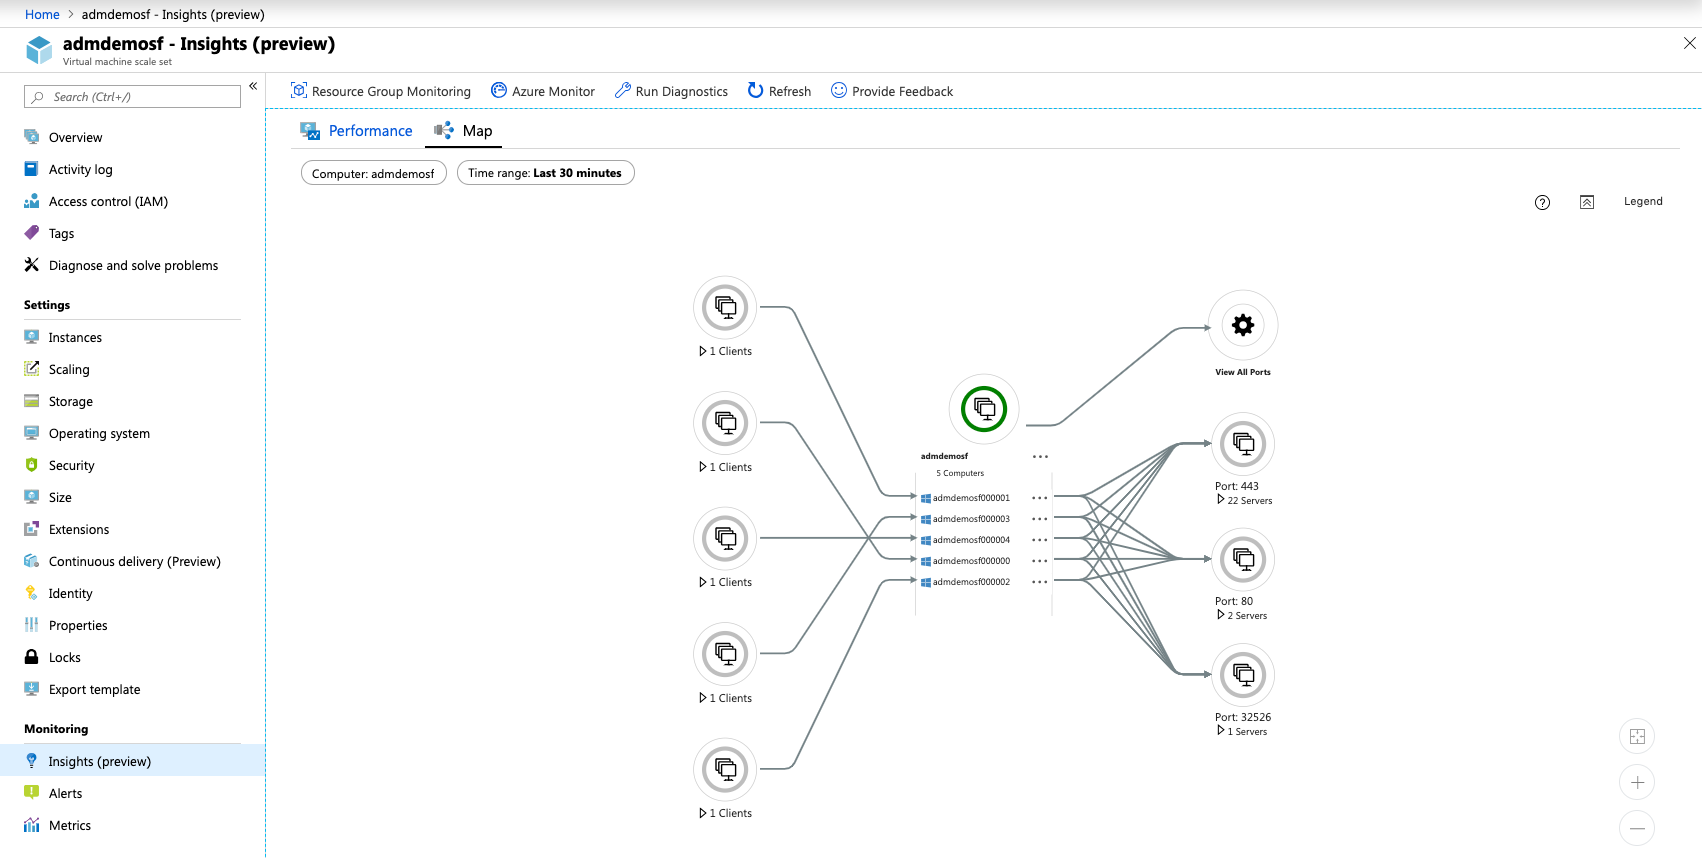 Home > admdemosf - Insights (preview)
admdemosf - Insights (preview)
Virtual machine scale set
Search (Ctrl+/)
«
Overview
Activity log
Access control (IAM)
Tags
Diagnose and solve problems
Settings
Instances
Scaling
Storage
Operating system
Security
Size
Extensions
Continuous delivery (Preview)
Identity
Properties
Locks
Export template
Monitoring
Insights (preview)
Alerts
Metrics
Resource Group Monitoring
Azure Monitor
Run Diagnostics
Refresh
Provide Feedback
Performance
Map
Computer: admdemosf
Time range: Last 30 minutes
Legend
1 Clients
1 Clients
1 Clients
1 Clients
1 Clients
admdemosf
5 Computers
admdemosf000001
admdemosf000003
admdemosf000004
admdemosf000000
admdemosf000002
View All Ports
Port: 443
22 Servers
Port: 80
2 Servers
Port: 32526
1 Servers